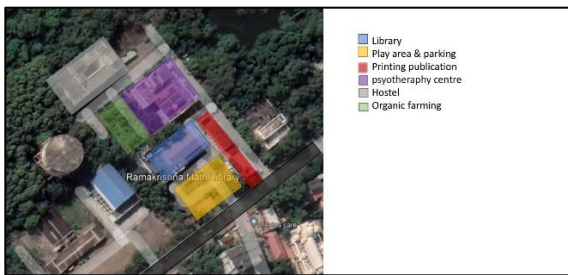 Library
Play area & parking
Printing publication
psyotheraphy centre
Hostel
Organic farming
Ramakrishna Math Library